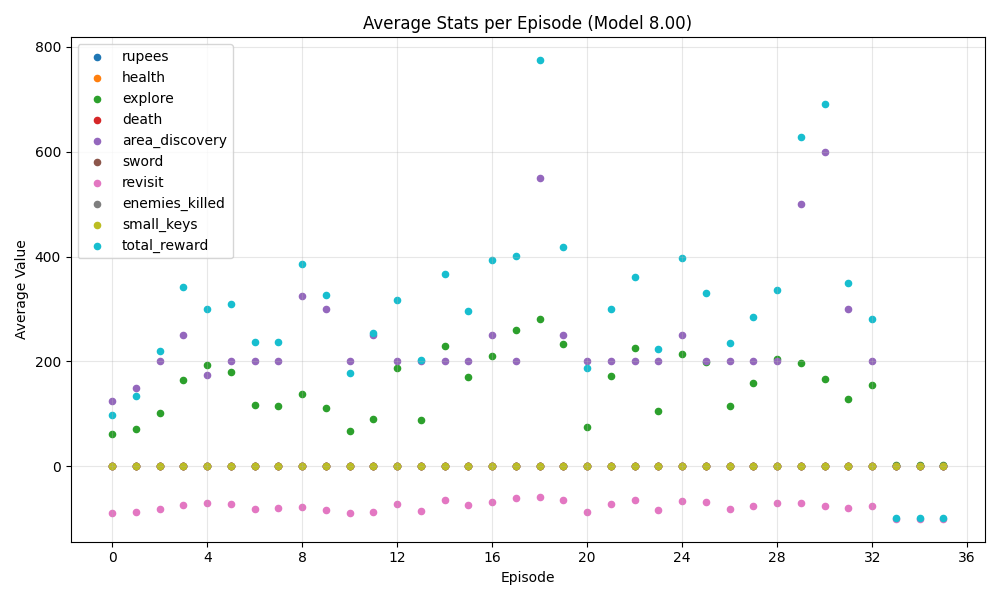 Average Stats per Episode (Model 8.00)
800
600
400
200
0
Average Value
rupees
health
explore
death
area_discovery
sword
revisit
enemies_killed
small_keys
total_reward
0 4 8 12 16 20 24 28 32 36
Episode